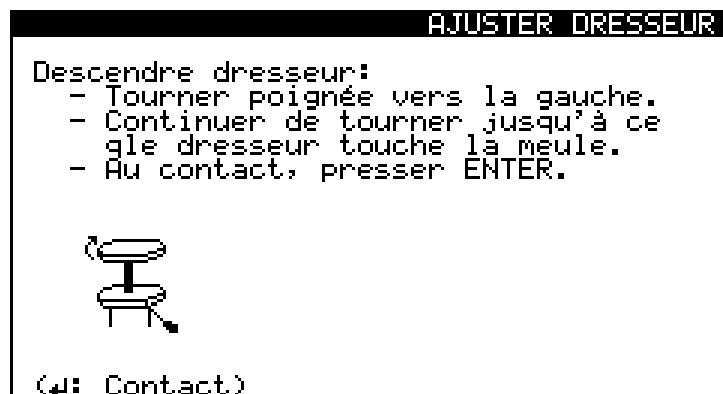 AJUSTER DRESSEUR
Descendre dresseur:
- Tourner poignée vers la gauche.
- Continuer de tourner jusqu'à ce
qle dresseur touche la meule.
- Au contact, presser ENTER.
(↵: Contact)